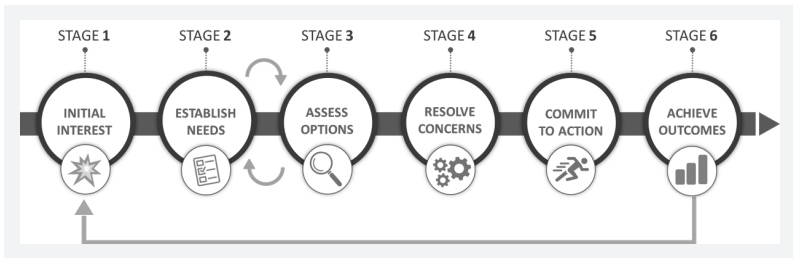 STAGE 1
STAGE 2
STAGE 3
STAGE 4
STAGE 5
STAGE 6
INITIAL
INTEREST
ESTABLISH
NEEDS
ASSESS
OPTIONS
RESOLVE
CONCERNS
COMMIT
TO ACTION
ACHIEVE
OUTCOMES